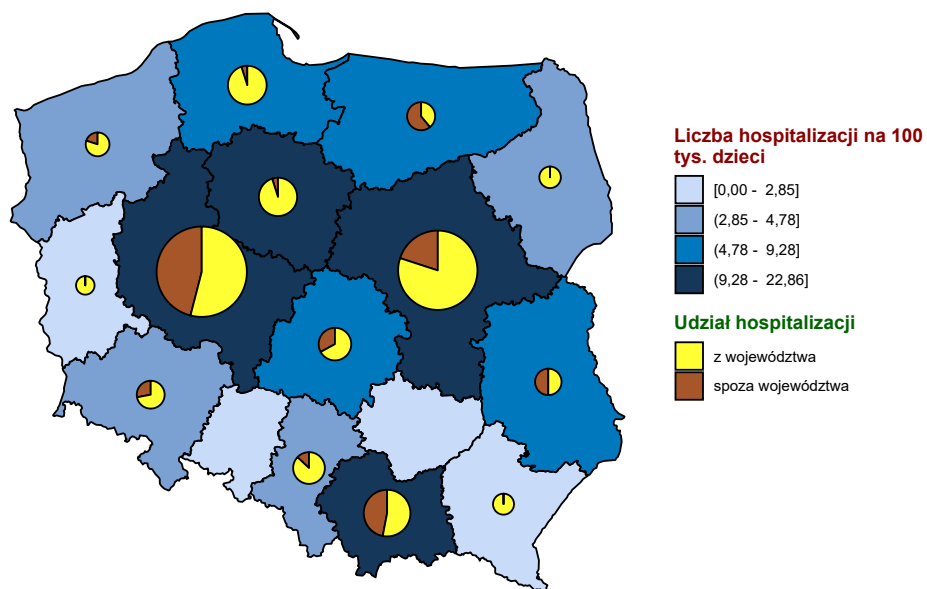 Liczba hospitalizacji na 100
tys. dzieci
[0,00 - 2,85]
(2,85 - 4,78]
(4,78 - 9,28]
(9,28 - 22,86]
Udział hospitalizacji
z województwa
spoza województwa